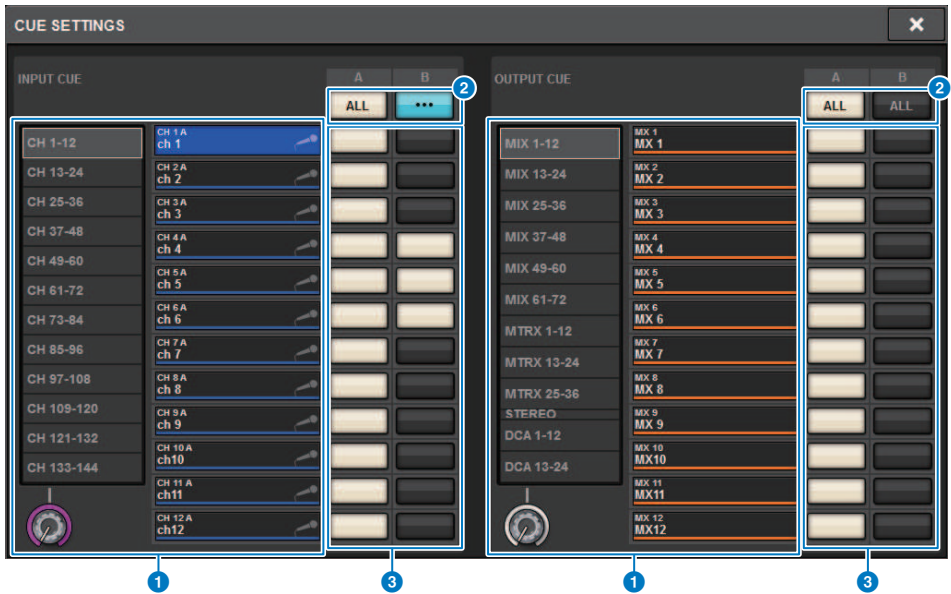 CUE SETTINGS
×
INPUT CUE
A B
2
ALL •••
CH 1-12
CH 13-24
CH 25-36
CH 37-48
CH 49-60
CH 61-72
CH 73-84
CH 85-96
CH 97-108
CH 109-120
CH 121-132
CH 133-144
CH 1 A
ch 1
CH 2 A
ch 2
CH 3 A
ch 3
CH 4 A
ch 4
CH 5 A
ch 5
CH 6 A
ch 6
CH 7 A
ch 7
CH 8 A
ch 8
CH 9 A
ch 9
CH 10 A
ch10
CH 11 A
ch11
CH 12 A
ch12
1
3
OUTPUT CUE
A B
2
ALL ALL
MIX 1-12
MIX 13-24
MIX 25-36
MIX 37-48
MIX 49-60
MIX 61-72
MTRX 1-12
MTRX 13-24
MTRX 25-36
STEREO
DCA 1-12
DCA 13-24
MX 1
MX 1
MX 2
MX 2
MX 3
MX 3
MX 4
MX 4
MX 5
MX 5
MX 6
MX 6
MX 7
MX 7
MX 8
MX 8
MX 9
MX 9
MX 10
MX10
MX 11
MX11
MX 12
MX12
1
3